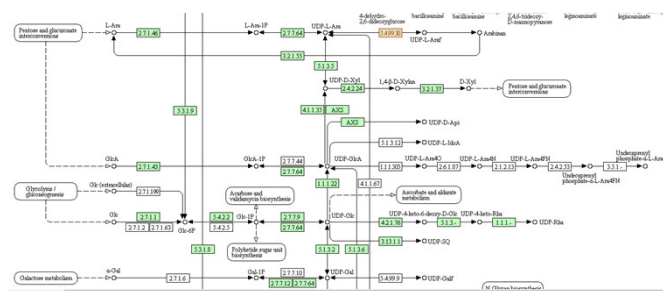 4-dehydro-
2,6-dideoxyglucose
bacillosamine
bacillosamine
2,4,6-trideoxy-
D-mannopyranose
leginouminate
leginouminate
Pentose and glucuronate
interconversions
L-Ara
2.7.1.46
L-Ara-1P
2.7.7.64
UDP-L-Ara
5.4.99.30
UDP-L-Araf
Arabinan
3.2.1.55
5.1.3.5
UDP-D-Xyl
2.4.2.24
1,4-β-D-Xylan
3.2.1.37
D-Xyl
Pentose and glucuronate
interconversions
5.3.1.9
4.1.1.35
AXS
AXS
UDP-D-Api
5.1.3.12
UDP-L-IdoA
GlcA
2.7.1.43
GlcA-1P
2.7.7.44
2.7.7.64
UDP-GlcA
1.1.1.305
UDP-L-Ara4O
2.6.1.87
UDP-L-Ara4N
2.1.2.13
UDP-L-Ara4FN
2.4.2.53
Undecaprenyl
phosphate-α-L-Ara4FN
3.5.1.-
Undecaprenyl
phosphate-α-L-Ara
Glycolysis /
gluconeogenesis
Glc (extracellular)
2.7.1.199
Acarbose and
validamycin biosynthesis
1.1.1.22
4.1.1.67
Ascorbate and aldarate
metabolism
Glc
2.7.1.1
2.7.1.2
2.7.1.63
Glc-6P
5.4.2.2
5.4.2.5
Glc-1P
2.7.7.9
2.7.7.64
UDP-Glc
UDP-4-keto-6-deoxy-D-Glc
4.2.1.76
5.1.3.-
UDP-4-keto-Rha
1.1.1.-
UDP-Rha
3.13.1.1
UDP-SQ
Polyketide sugar unit
biosynthesis
5.3.1.8
5.1.3.2
5.1.3.6
Galactose metabolism
α-Gal
2.7.1.6
Gal-1P
2.7.7.10
2.7.7.12
2.7.7.64
UDP-Gal
5.4.99.9
UDP-Galf
N-Glycan biosynthesis